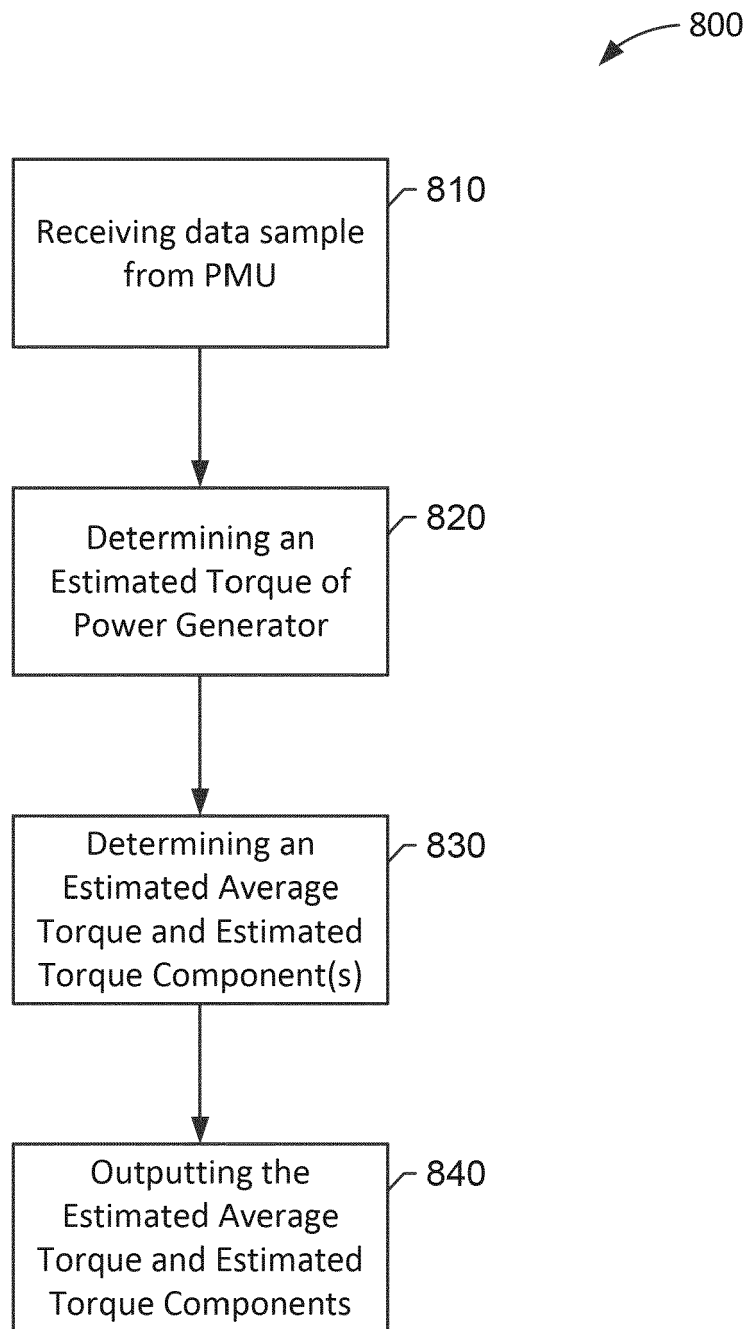 800
810
Receiving data sample
from PMU
820
Determining an
Estimated Torque of
Power Generator
830
Determining an
Estimated Average
Torque and Estimated
Torque Component(s)
840
Outputting the
Estimated Average
Torque and Estimated
Torque Components